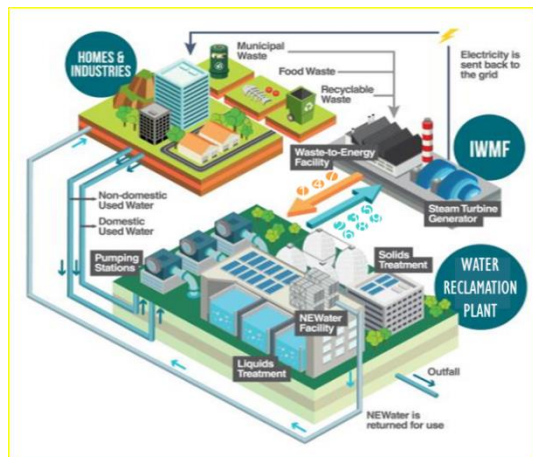 HOMES &
INDUSTRIES
Municipal
Waste
Food Waste
Recyclable
Waste
Electricity is
sent back to
the grid
Waste-to-Energy
Facility
IWMF
Steam Turbine
Generator
Non-domestic
Used Water
Domestic
Used Water
Pumping
Stations
Solids
Treatment
WATER
RECLAMATION
PLANT
NEWater
Facility
Liquids
Treatment
Outfall
NEWater is
returned for use